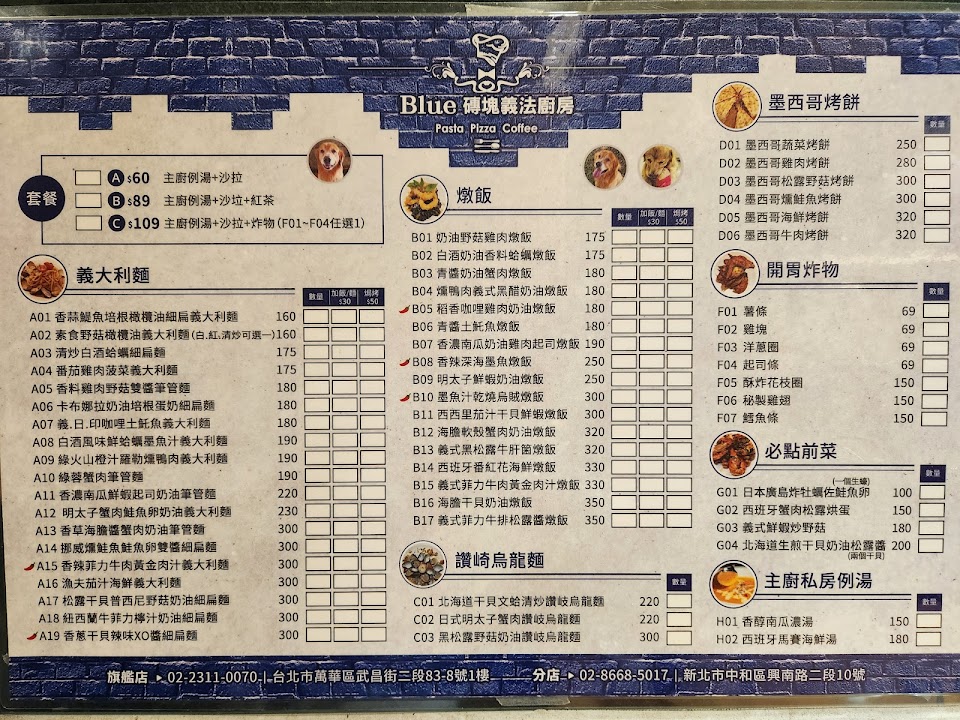 Blue 磚塊義法廚房
Pasta Pizza Coffee
套餐
A $60 主廚例湯+沙拉
B $89 主廚例湯+沙拉+紅茶
C $109 主廚例湯+沙拉+炸物(F01~F04任選1)
義大利麵
數量 加飯/麵 $30 焗烤 $50
A01 香蒜鯷魚培根橄欖油細扁義大利麵 160
A02 素食野菇橄欖油義大利麵(白.紅.清炒可選一) 160
A03 清炒白酒蛤蠣細扁麵 175
A04 番茄雞肉菠菜義大利麵 175
A05 香料雞肉野菇雙醬筆管麵 180
A06 卡布娜拉奶油培根蛋奶細扁麵 180
A07 義.日.印咖哩土魠魚義大利麵 180
A08 白酒風味鮮蛤蠣墨魚汁義大利麵 190
A09 綠火山橙汁羅勒燻鴨肉義大利麵 190
A10 綠蓉蟹肉筆管麵 190
A11 香濃南瓜鮮蝦起司奶油筆管麵 220
A12 明太子蟹肉鮭魚卵奶油義大利麵 230
A13 香草海膽醬蟹肉奶油筆管麵 300
A14 挪威燻鮭魚鮭魚卵雙醬細扁麵 300
A15 香辣菲力牛肉黃金肉汁義大利麵 300
A16 漁夫茄汁海鮮義大利麵 300
A17 松露干貝普西尼野菇奶油細扁麵 300
A18 紐西蘭牛菲力檸汁奶油細扁麵 300
A19 香蔥干貝辣味XO醬細扁麵 300
燉飯
數量 加飯/麵 $30 焗烤 $50
B01 奶油野菇雞肉燉飯 175
B02 白酒奶油香料蛤蠣燉飯 175
B03 青醬奶油蟹肉燉飯 180
B04 燻鴨肉義式黑醋奶油燉飯 180
B05 稻香咖哩雞肉奶油燉飯 180
B06 青醬土魠魚燉飯 180
B07 香濃南瓜奶油雞肉起司燉飯 190
B08 香辣深海墨魚燉飯 250
B09 明太子鮮蝦奶油燉飯 250
B10 墨魚汁乾燒烏賊燉飯 300
B11 西西里茄汁干貝鮮蝦燉飯 300
B12 海膽軟殼蟹肉奶油燉飯 320
B13 義式黑松露牛肝菌燉飯 320
B14 西班牙番紅花海鮮燉飯 330
B15 義式菲力牛肉黃金肉汁燉飯 330
B16 海膽干貝奶油燉飯 350
B17 義式菲力牛排松露醬燉飯 350
讚崎烏龍麵
數量
C01 北海道干貝文蛤清炒讚岐烏龍麵 220
C02 日式明太子蟹肉讚岐烏龍麵 220
C03 黑松露野菇奶油讚岐烏龍麵 300
墨西哥烤餅
數量
D01 墨西哥蔬菜烤餅 250
D02 墨西哥雞肉烤餅 280
D03 墨西哥松露野菇烤餅 300
D04 墨西哥燻鮭魚烤餅 300
D05 墨西哥海鮮烤餅 320
D06 墨西哥牛肉烤餅 320
開胃炸物
數量
F01 薯條 69
F02 雞塊 69
F03 洋蔥圈 69
F04 起司條 69
F05 酥炸花枝圈 150
F06 秘製雞翅 150
F07 鱈魚條 150
必點前菜
數量
(一個生蠔)
G01 日本廣島炸牡蠣佐鮭魚卵 100
G02 西班牙蟹肉松露烘蛋 150
G03 義式鮮蝦炒野菇 180
G04 北海道生煎干貝奶油松露醬 200
(兩個干貝)
主廚私房例湯
數量
H01 香醇南瓜濃湯 150
H02 西班牙馬賽海鮮湯 180
旗艦店 ▸ 02-2311-0070 | 台北市萬華區武昌街二段83-8號1樓 分店 ▸ 02-8668-5017 | 新北市中和區興南路二段10號